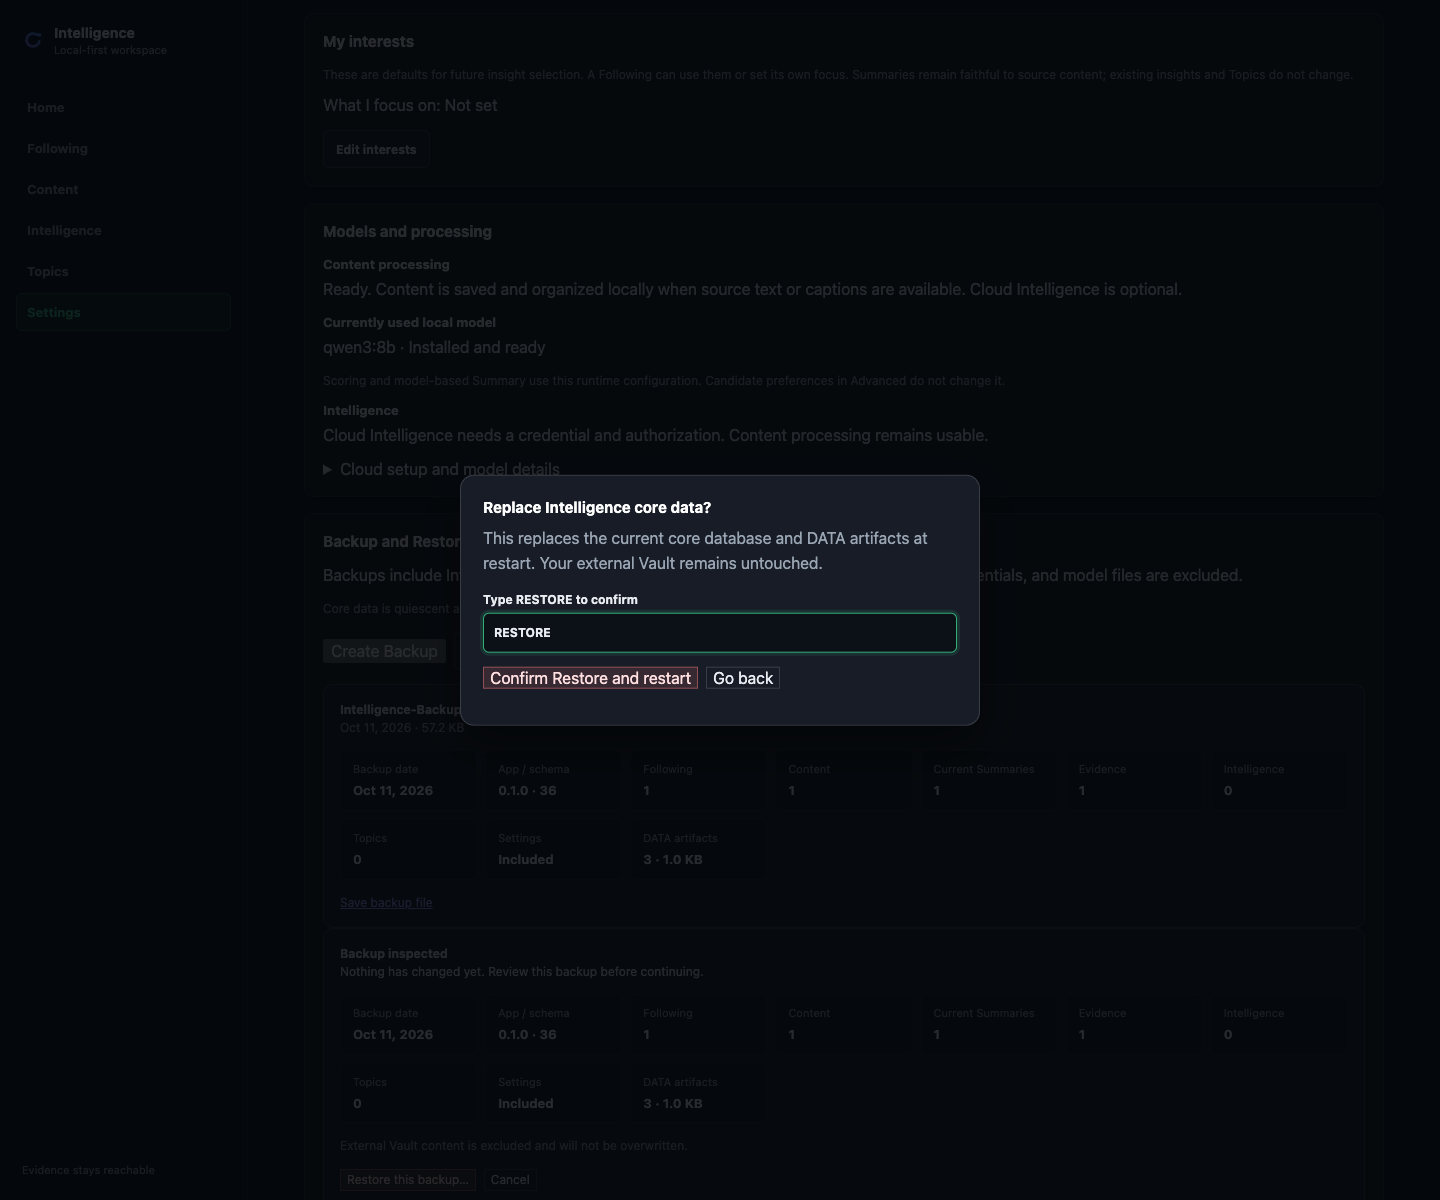 Intelligence
Local-first workspace
Home
Following
Content
Intelligence
Topics
Settings
Evidence stays reachable
My interests
These are defaults for future insight selection. A Following can use them or set its own focus. Summaries remain faithful to source content; existing insights and Topics do not change.
What I focus on: Not set
Edit interests
Models and processing
Content processing
Ready. Content is saved and organized locally when source text or captions are available. Cloud Intelligence is optional.
Currently used local model
qwen3:8b · Installed and ready
Scoring and model-based Summary use this runtime configuration. Candidate preferences in Advanced do not change it.
Intelligence
Cloud Intelligence needs a credential and authorization. Content processing remains usable.
Cloud setup and model details
Replace Intelligence core data?
This replaces the current core database and DATA artifacts at
restart. Your external Vault remains untouched.
Type RESTORE to confirm
RESTORE
Confirm Restore and restart Go back
Backup and Restor
Backups include In entials, and model files are excluded.
Core data is quiescent a
Create Backup
Intelligence-Backup
Oct 11, 2026 · 57.2 KB
Backup date App / schema Following Content Current Summaries Evidence Intelligence
Oct 11, 2026 0.1.0 · 36 1 1 1 1 0
Topics Settings DATA artifacts
0 Included 3 · 1.0 KB
Save backup file
Backup inspected
Nothing has changed yet. Review this backup before continuing.
Backup date App / schema Following Content Current Summaries Evidence Intelligence
Oct 11, 2026 0.1.0 · 36 1 1 1 1 0
Topics Settings DATA artifacts
0 Included 3 · 1.0 KB
External Vault content is excluded and will not be overwritten.
Restore this backup... Cancel